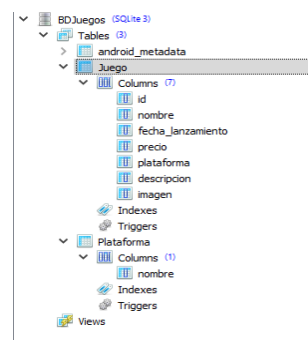 BDJuegos (SQLite 3)
Tables (3)
android_metadata
Juego
Columns (7)
id
nombre
fecha_lanzamiento
precio
plataforma
descripcion
imagen
Indexes
Triggers
Plataforma
Columns (1)
nombre
Indexes
Triggers
Views